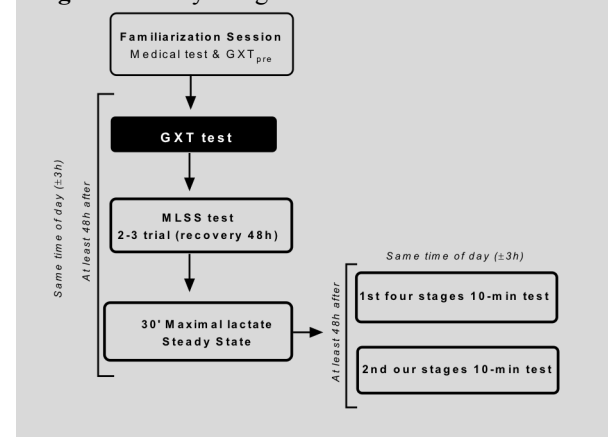 Familiarization Session
Medical test & GXTpre
GXT test
MLSS test
2-3 trial (recovery 48h)
30' Maximal lactate
Steady State
Same time of day (±3h)
At least 48h after
Same time of day (±3h)
At least 48h after
1st four stages 10-min test
2nd our stages 10-min test